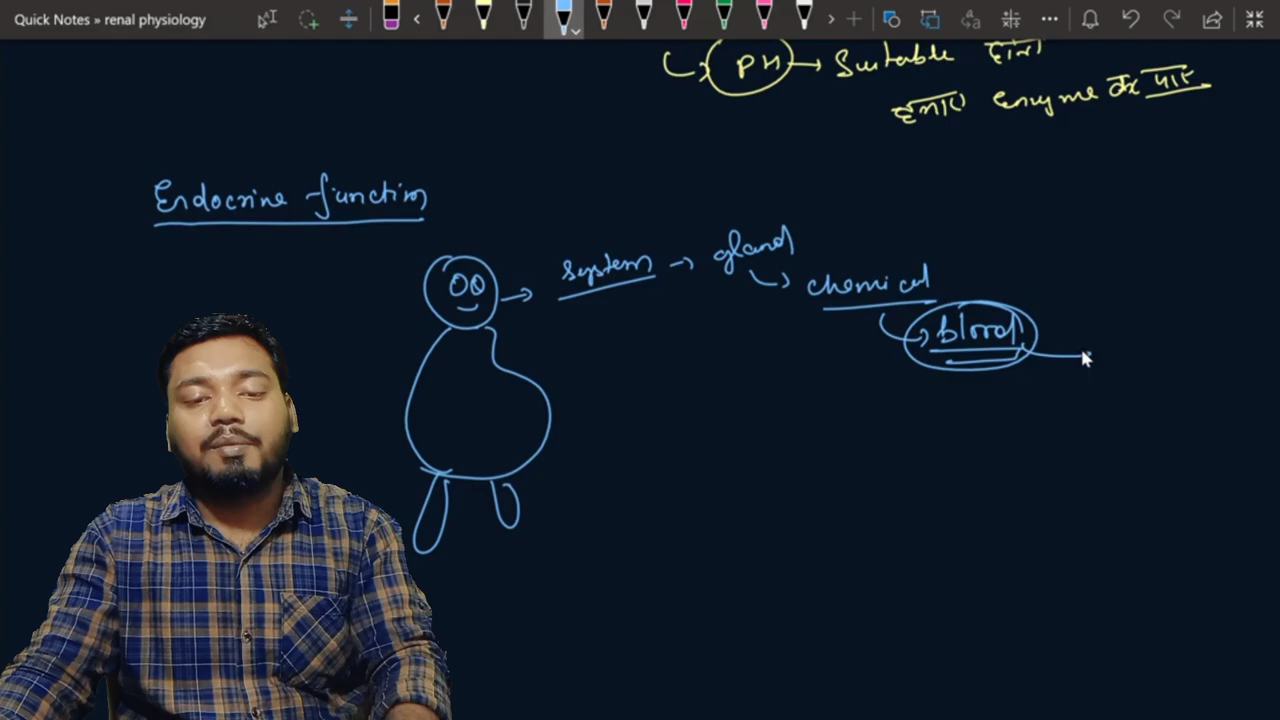 Quick Notes » renal physiology
PH → Suitable
enzyme
Endocrine function
system → gland
chemical
blood